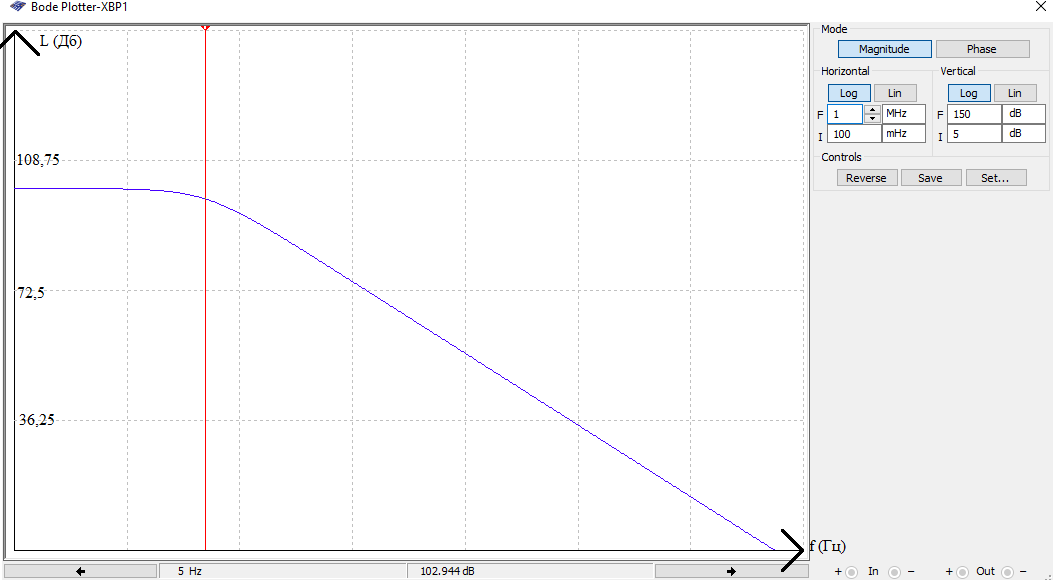 Bode Plotter-XBP1
L (Дб)
108,75
72,5
36,25
f (Гц)
5 Hz
102.944 dB
Mode
Magnitude Phase
Horizontal Vertical
Log Lin Log Lin
F 1 MHz F 150 dB
I 100 mHz I 5 dB
Controls
Reverse Save Set...
+ In − + Out −